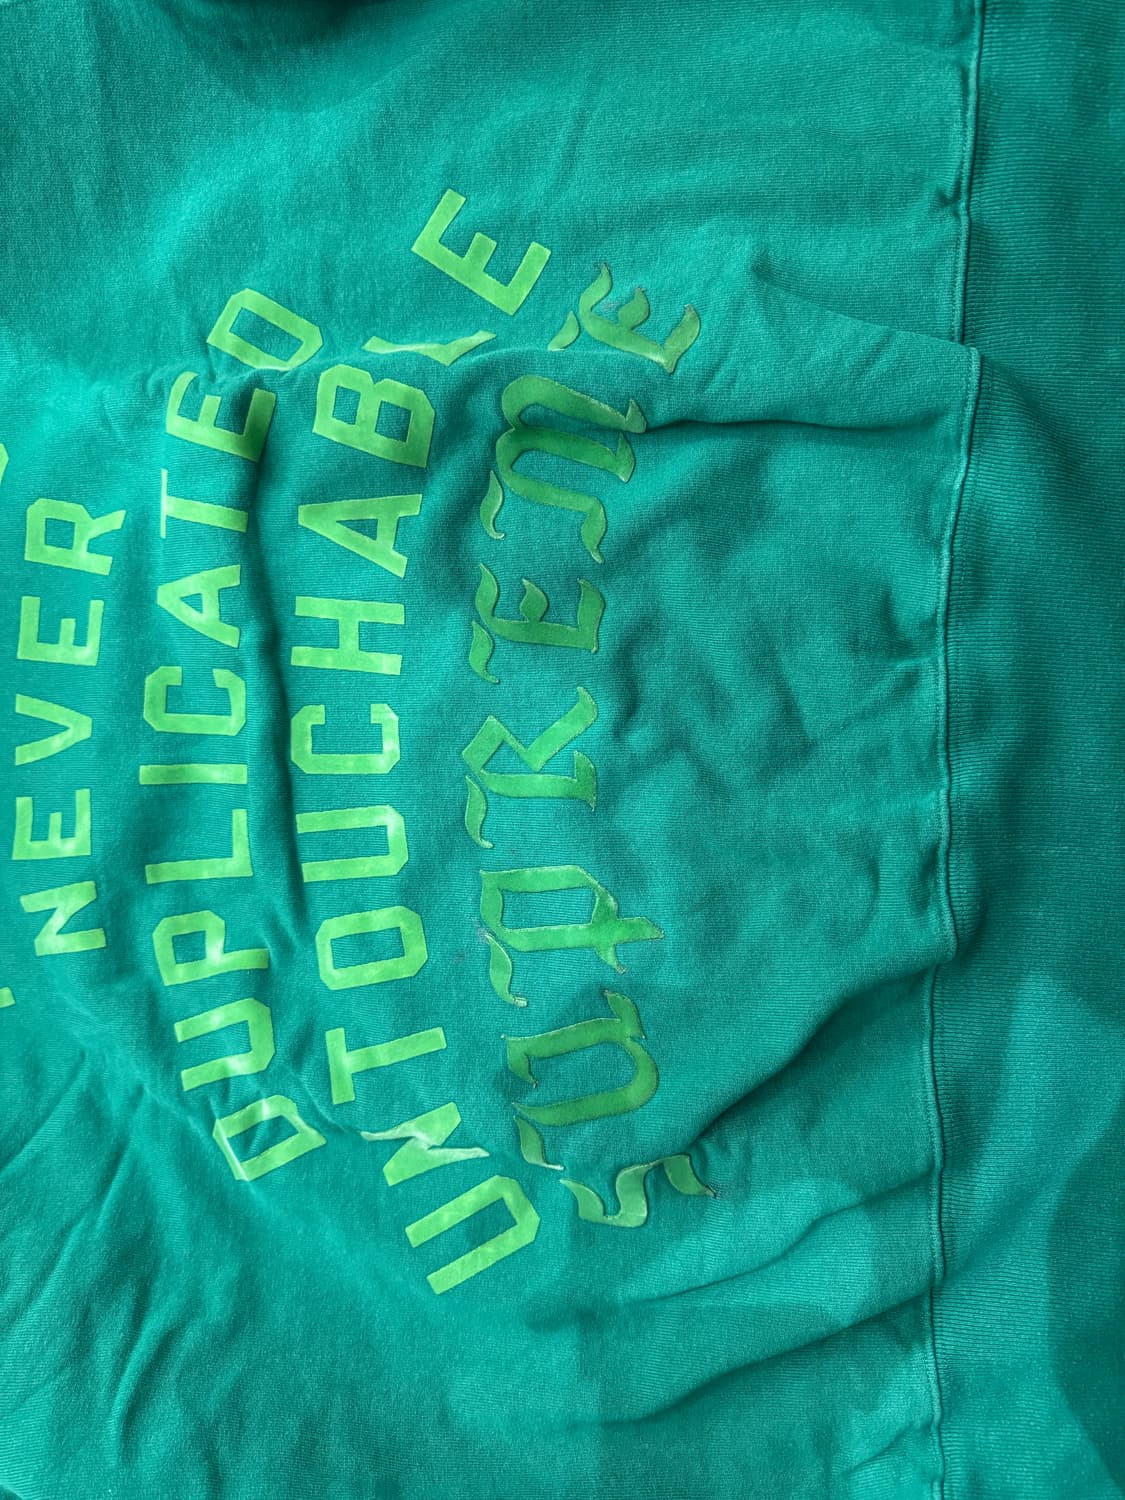 NEVER
DUPLICATED
UNTOUCHABLE
Supreme